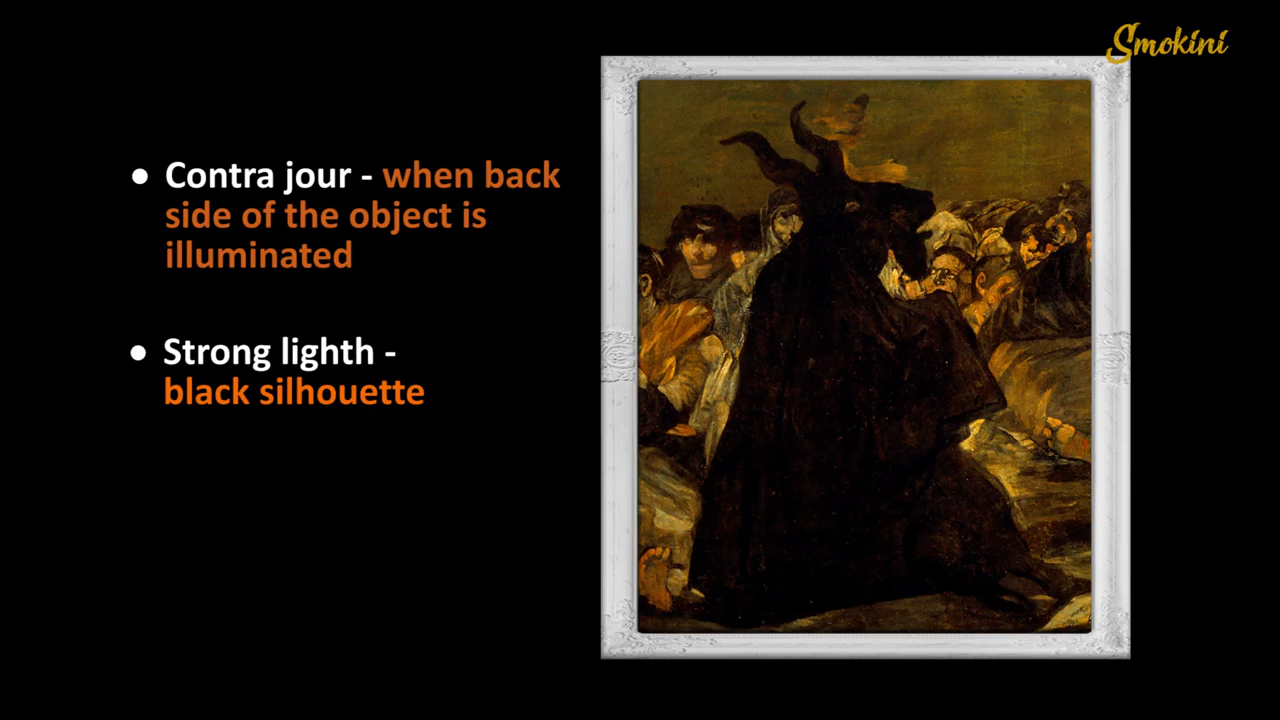 Smokini
● Contra jour - when back
side of the object is
illuminated
● Strong lighth -
black silhouette